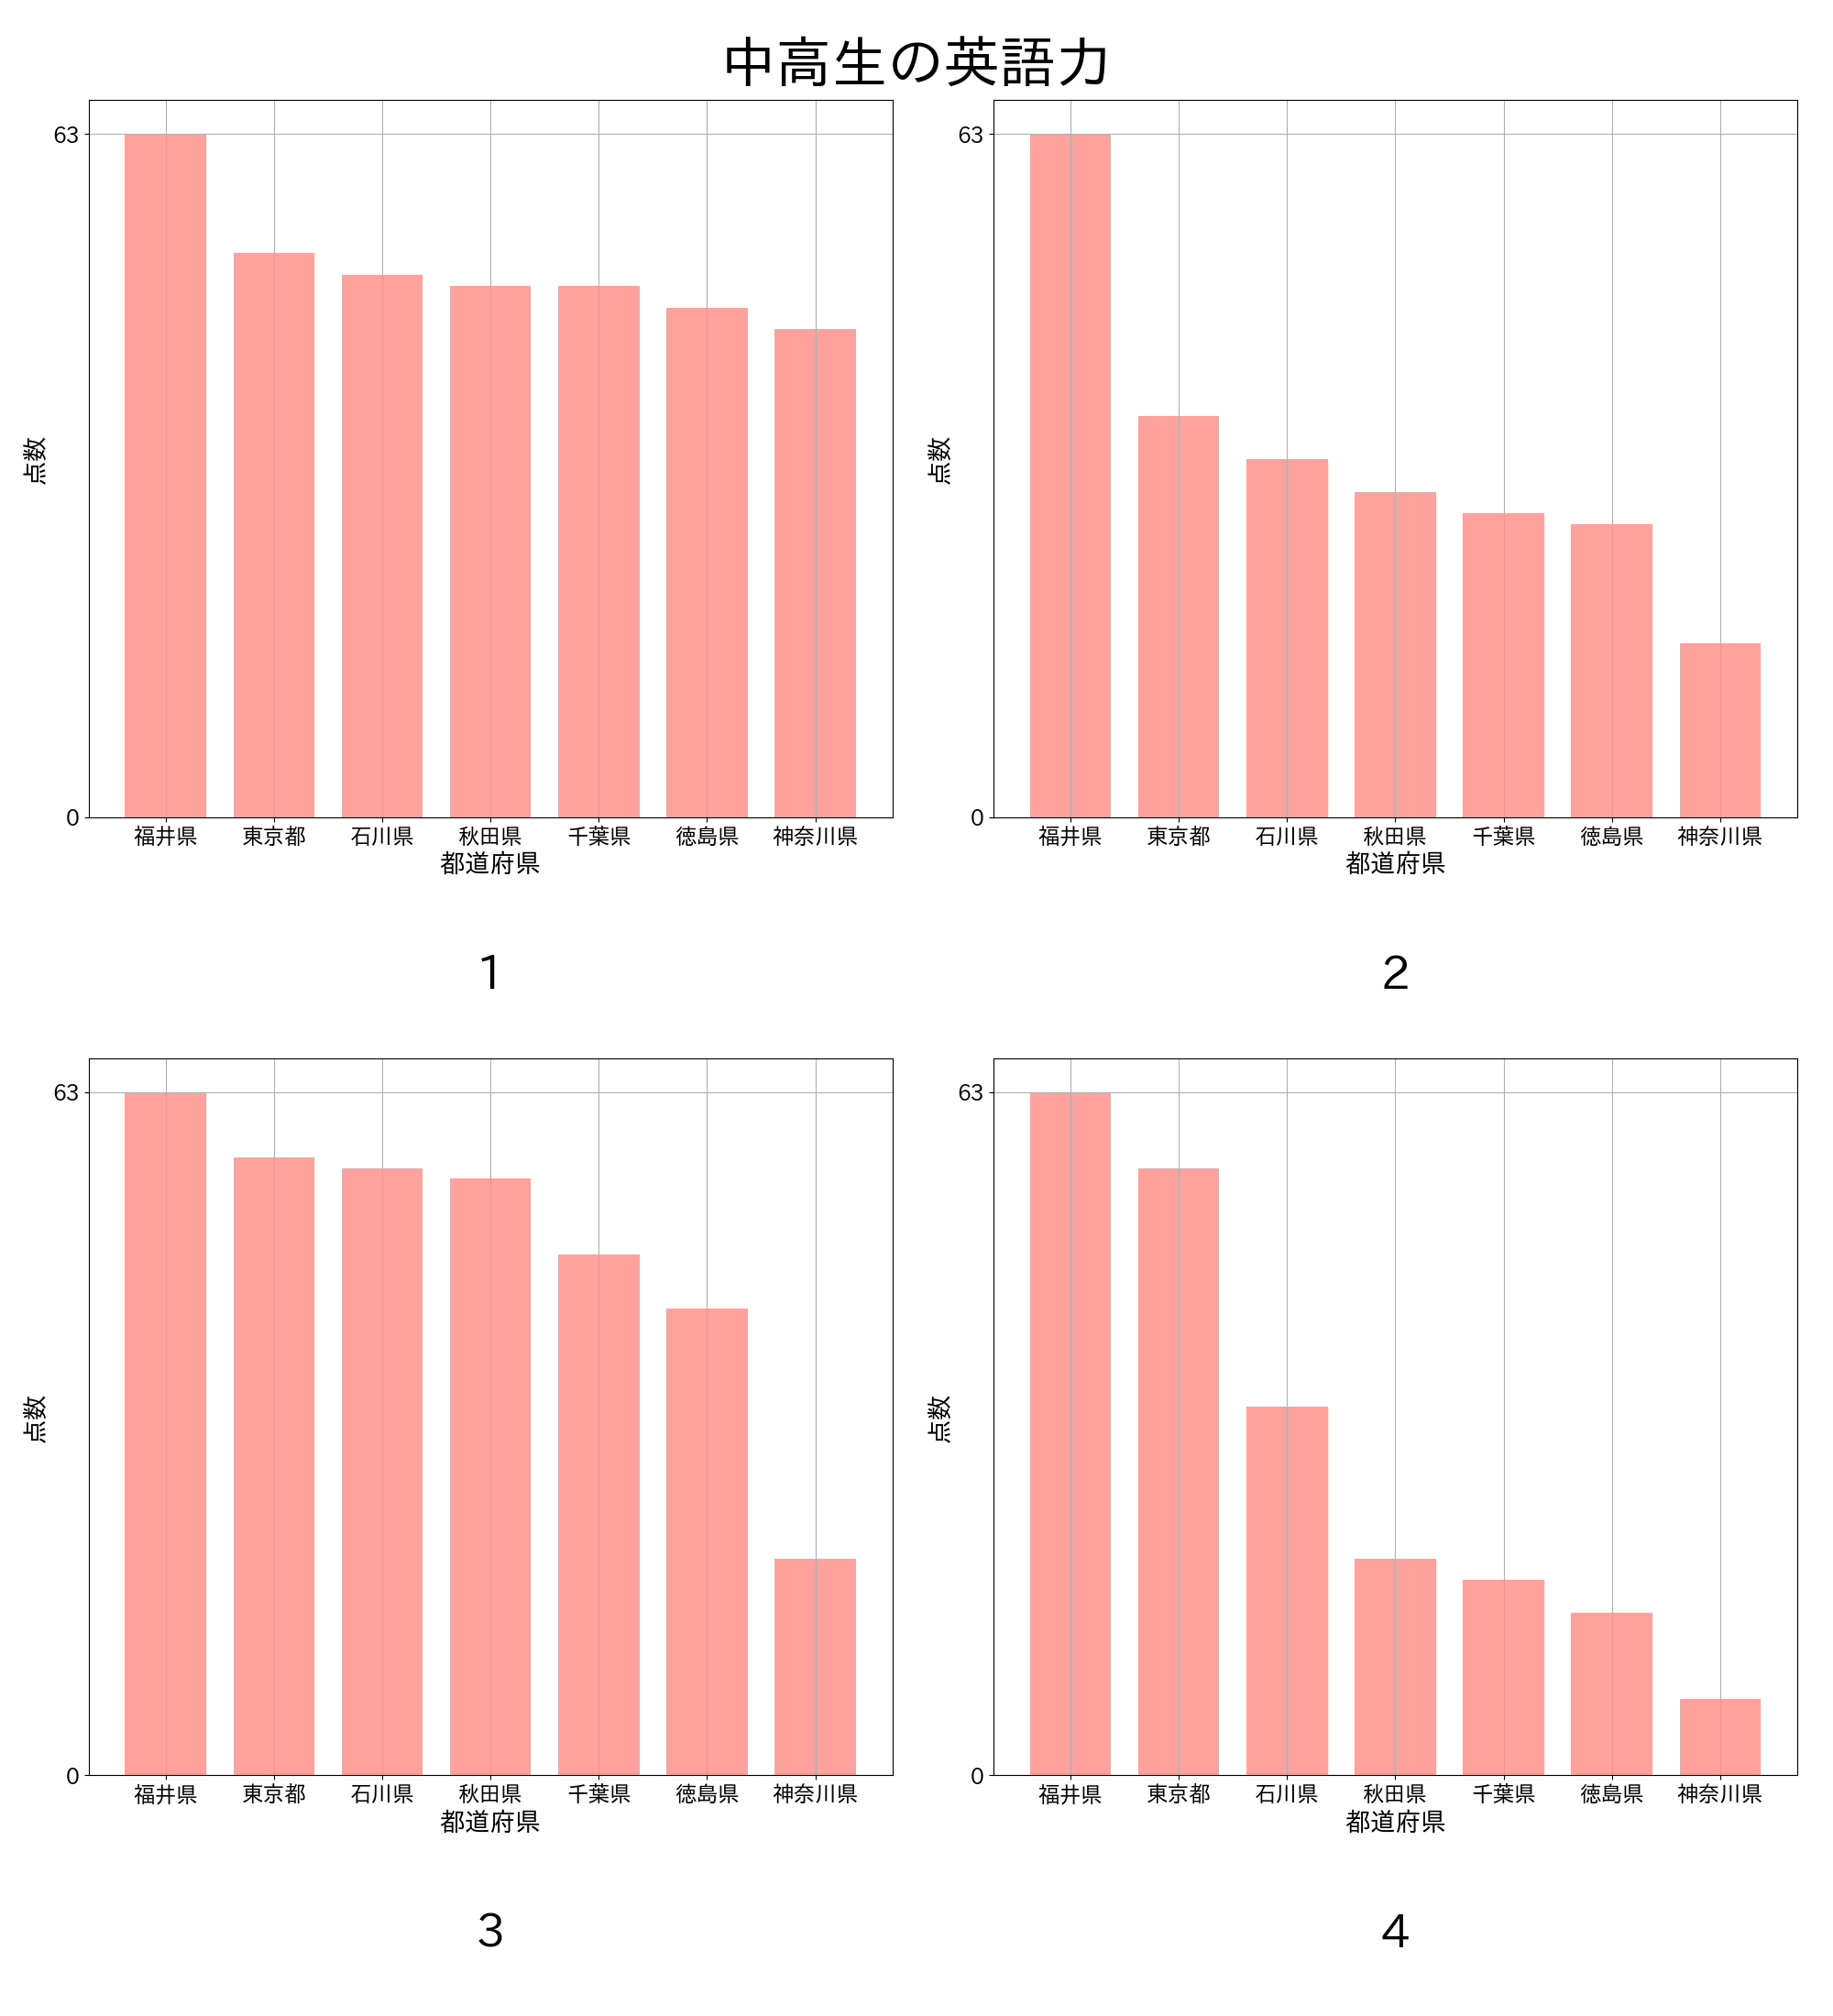 中高生の英語力
63
点数
0
福井県 東京都 石川県 秋田県 千葉県 徳島県 神奈川県
都道府県
1
63
点数
0
福井県 東京都 石川県 秋田県 千葉県 徳島県 神奈川県
都道府県
2
63
点数
0
福井県 東京都 石川県 秋田県 千葉県 徳島県 神奈川県
都道府県
3
63
点数
0
福井県 東京都 石川県 秋田県 千葉県 徳島県 神奈川県
都道府県
4